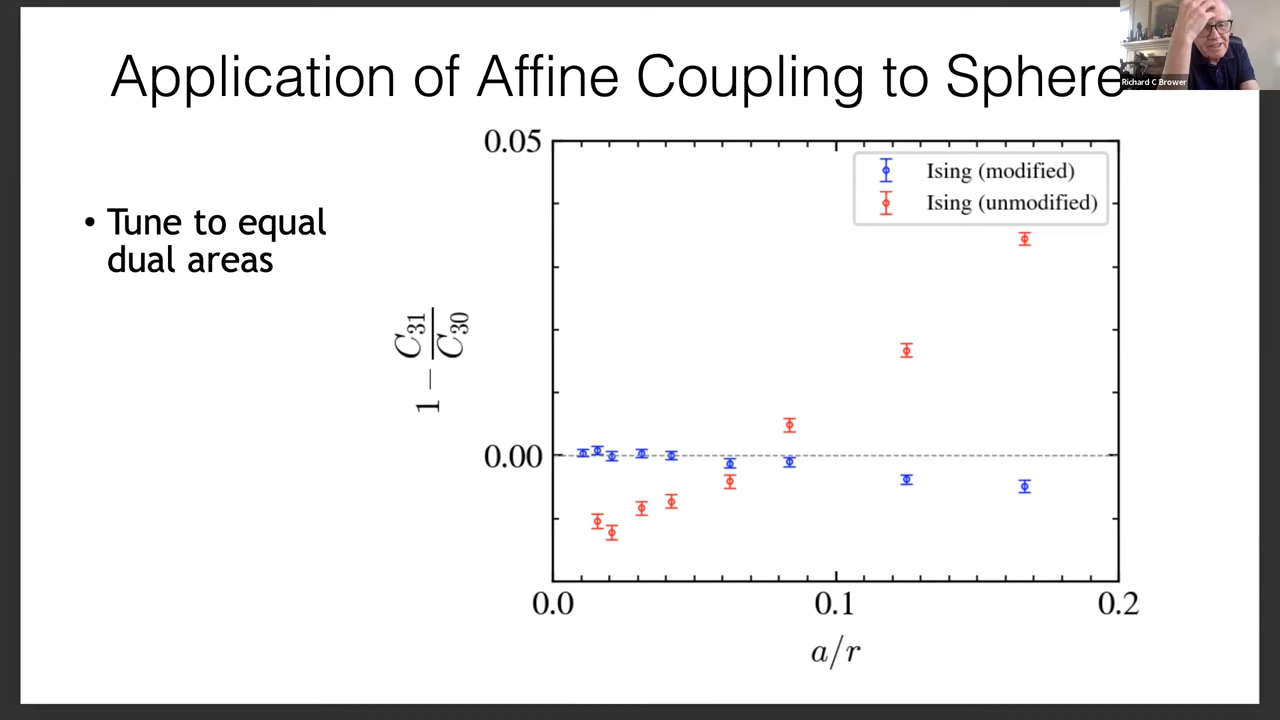 Application of Affine Coupling to Sphere
Richard C Brower
• Tune to equal
dual areas
0.05
0.00
1 − C31/C30
Ising (modified)
Ising (unmodified)
0.0 0.1 0.2
a/r